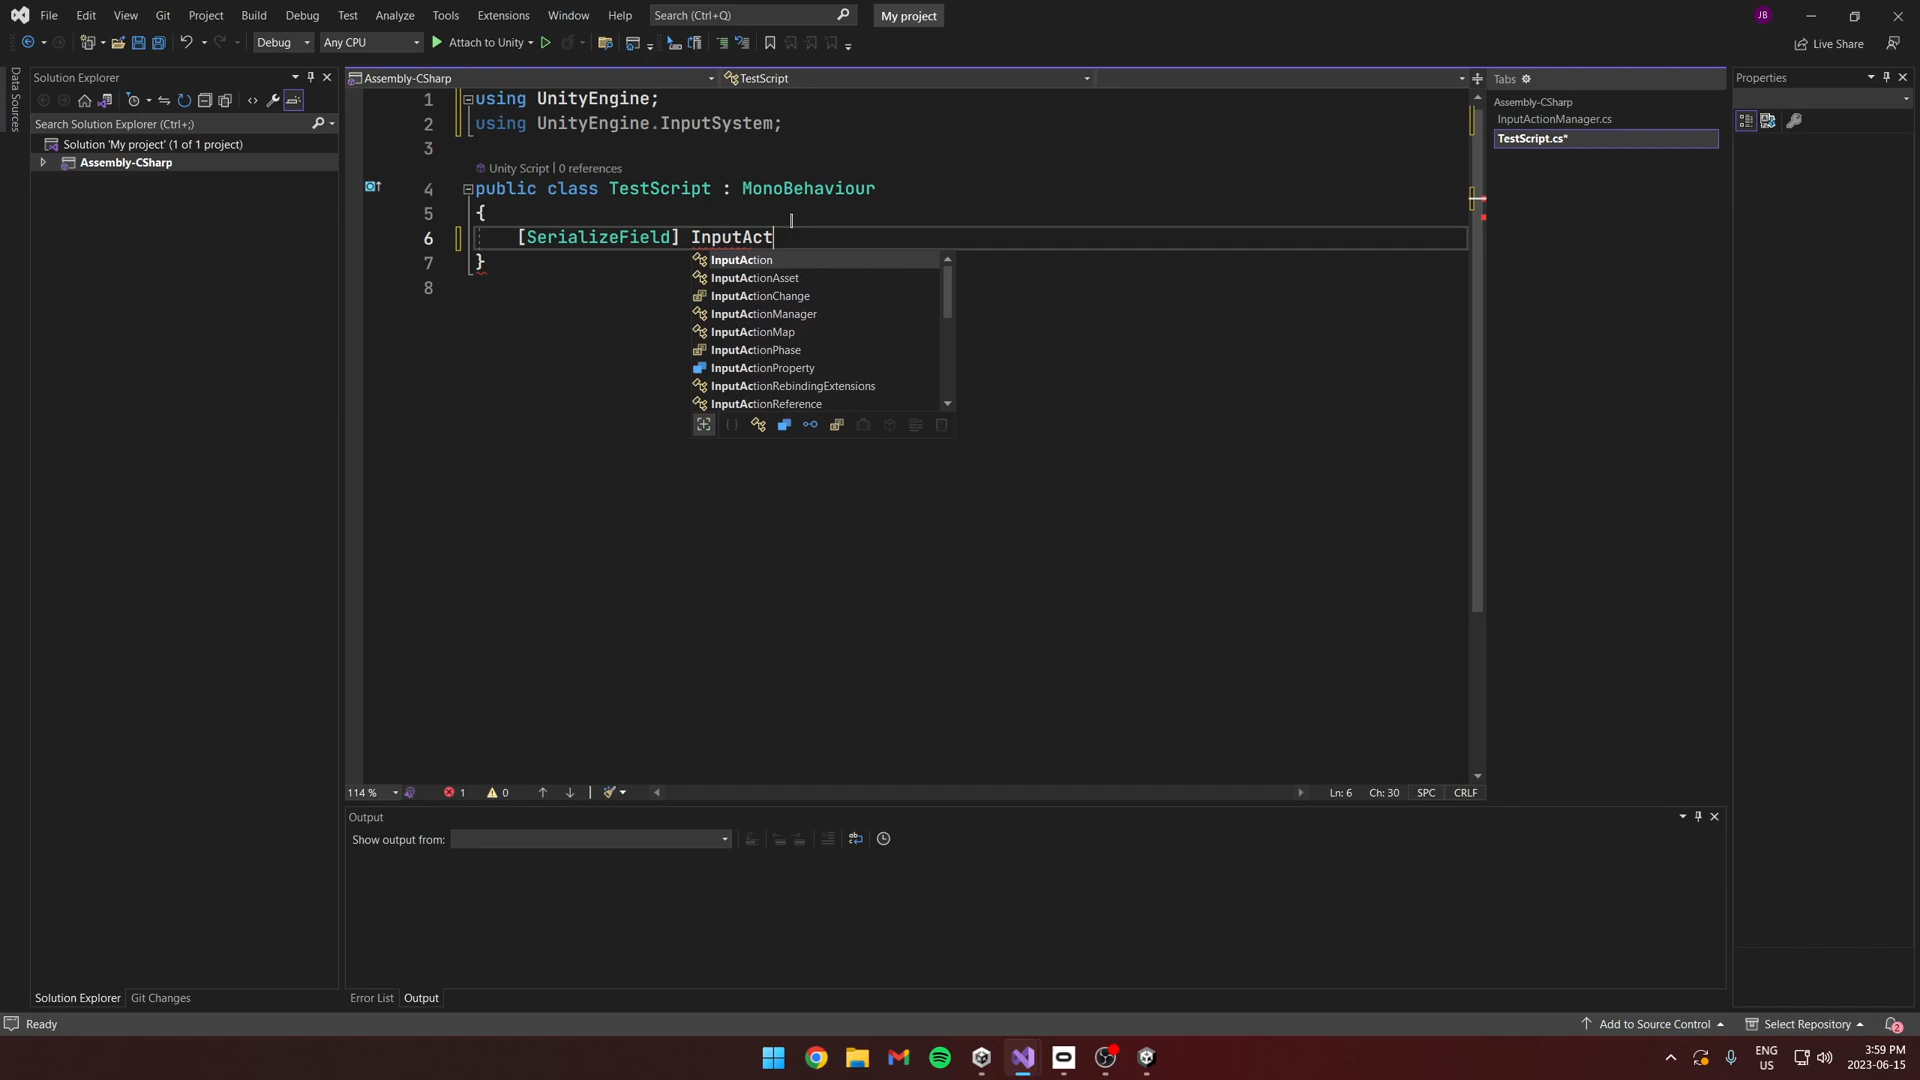 File Edit View Git Project Build Debug Test Analyze Tools Extensions Window Help Search (Ctrl+Q) My project JB
Debug Any CPU Attach to Unity Live Share
Data Sources
Solution Explorer
Search Solution Explorer (Ctrl+;)
Solution 'My project' (1 of 1 project)
Assembly-CSharp
Assembly-CSharp TestScript
1 using UnityEngine;
2 using UnityEngine.InputSystem;
3
Unity Script | 0 references
4 public class TestScript : MonoBehaviour
5 {
6 [SerializeField] InputAct
7 }
8
InputAction
InputActionAsset
InputActionChange
InputActionManager
InputActionMap
InputActionPhase
InputActionProperty
InputActionRebindingExtensions
InputActionReference
Tabs
Assembly-CSharp
InputActionManager.cs
TestScript.cs*
Properties
114 % 1 0 Ln: 6 Ch: 30 SPC CRLF
Output
Show output from:
Solution Explorer Git Changes
Error List Output
Ready
Add to Source Control Select Repository 2
ENG
US
3:59 PM
2023-06-15